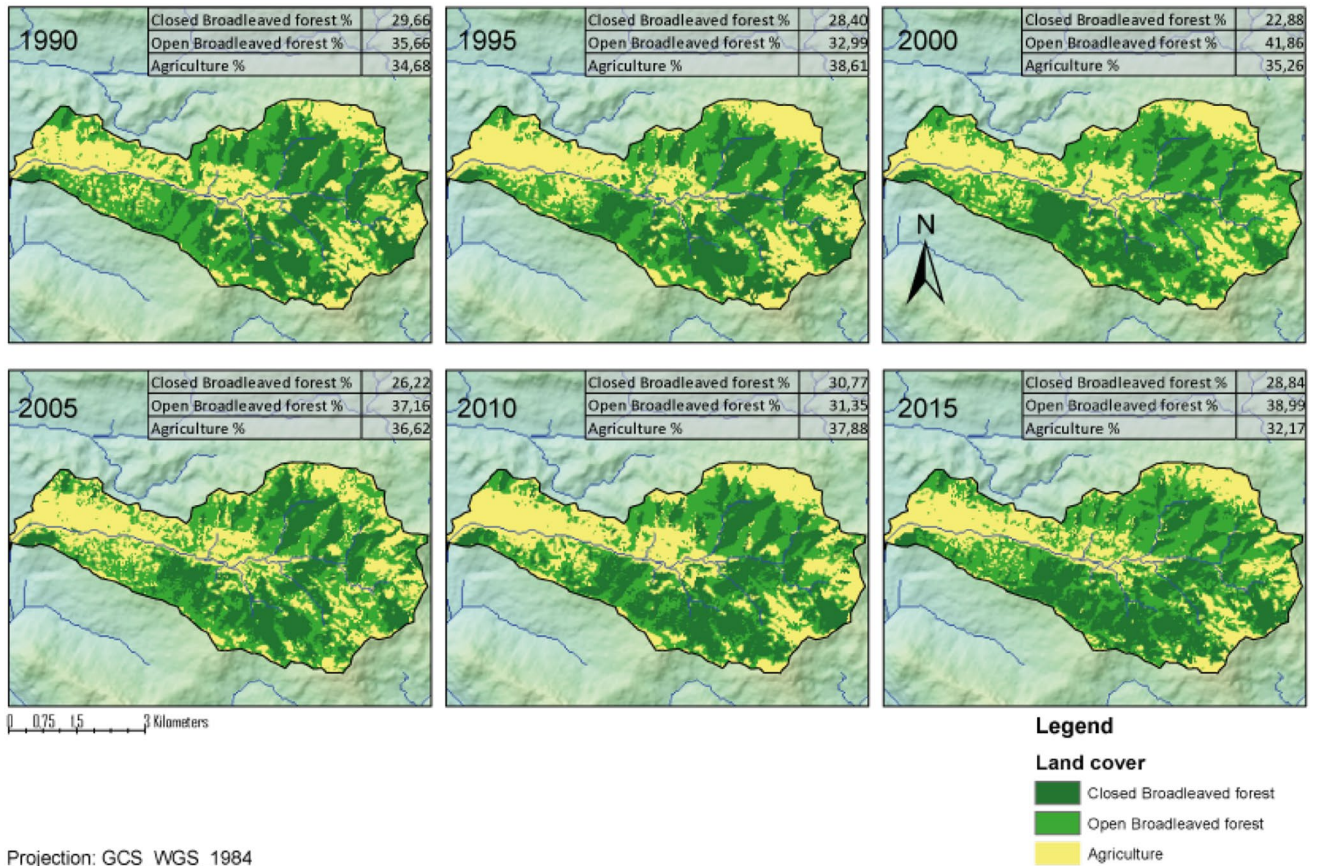 1990
Closed Broadleaved forest % 29,66
Open Broadleaved forest % 35,66
Agriculture % 34,68
1995
Closed Broadleaved forest % 28,40
Open Broadleaved forest % 32,99
Agriculture % 38,61
2000
Closed Broadleaved forest % 22,88
Open Broadleaved forest % 41,86
Agriculture % 35,26
N
2005
Closed Broadleaved forest % 26,22
Open Broadleaved forest % 37,16
Agriculture % 36,62
2010
Closed Broadleaved forest % 30,77
Open Broadleaved forest % 31,35
Agriculture % 37,88
2015
Closed Broadleaved forest % 28,84
Open Broadleaved forest % 38,99
Agriculture % 32,17
0 0,75 1,5 3 Kilometers
Legend
Land cover
Closed Broadleaved forest
Open Broadleaved forest
Agriculture
Projection: GCS WGS 1984